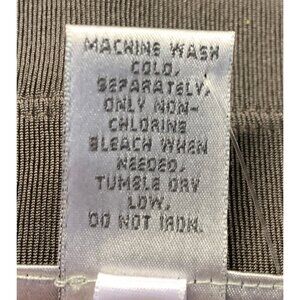 MACHINE WASH
COLD,
SEPARATELY,
ONLY NON-
CHLORINE
BLEACH WHEN
NEEDED,
TUMBLE DRY
LOW,
DO NOT IRON.